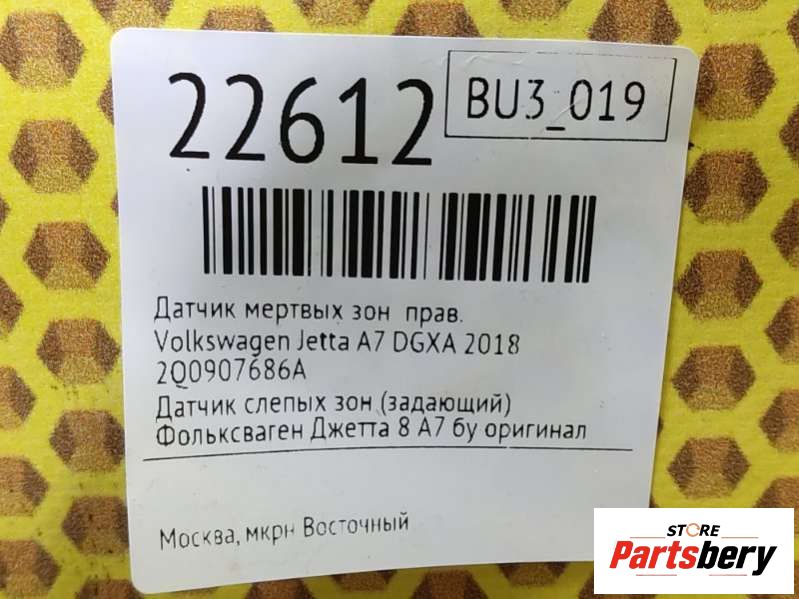 22612
BU3_019
Датчик мертвых зон прав.
Volkswagen Jetta A7 DGXA 2018
2Q0907686A
Датчик слепых зон (задающий)
Фольксваген Джетта 8 А7 бу оригинал
Москва, мкрн Восточный
STORE
Partsbery